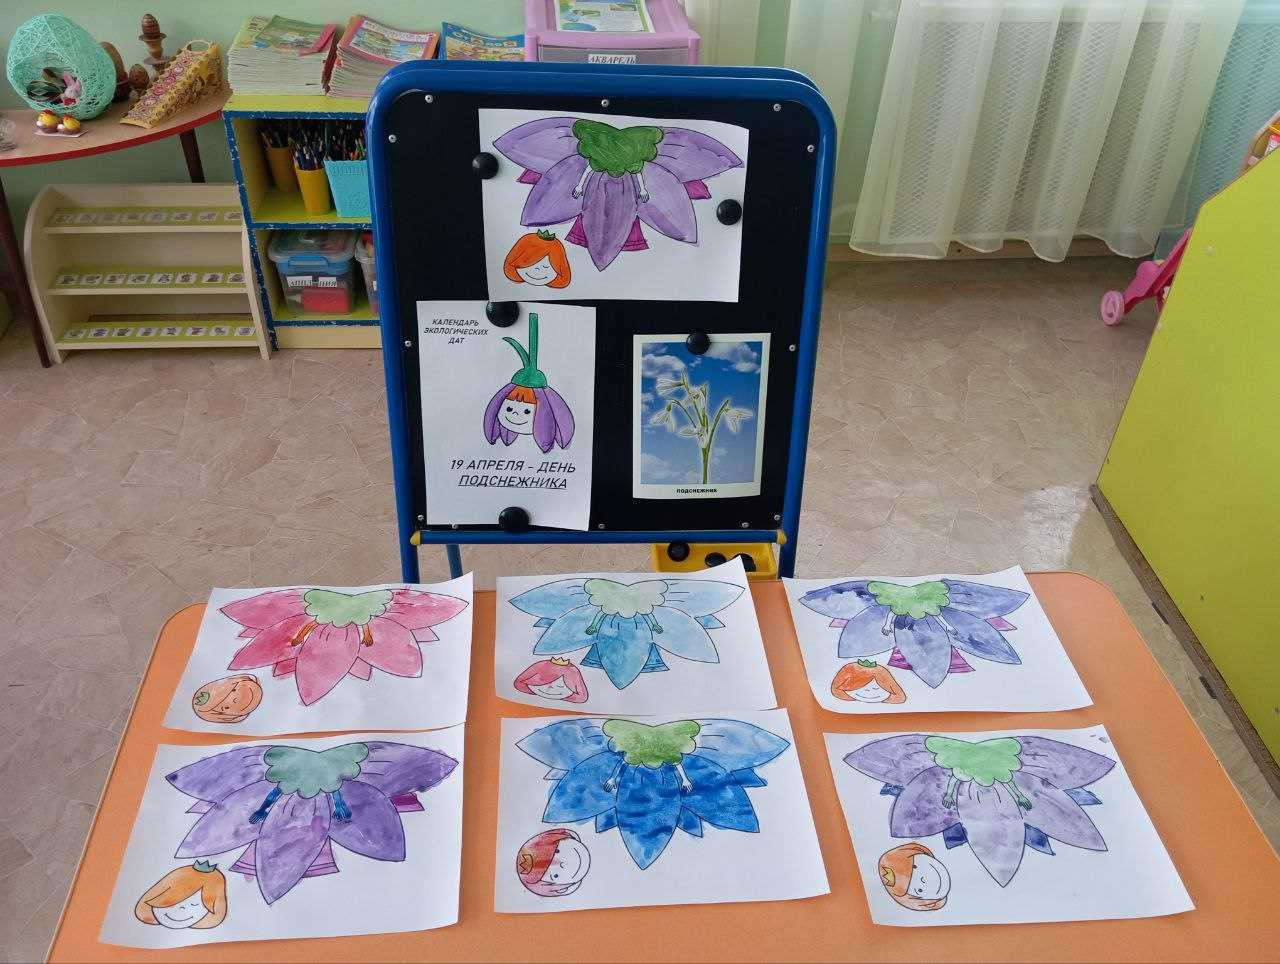 АКВАРЕЛЬ
КАЛЕНДАРЬ
ЭКОЛОГИЧЕСКИХ
ДАТ
19 АПРЕЛЯ - ДЕНЬ
ПОДСНЕЖНИКА
ПОДСНЕЖНИК